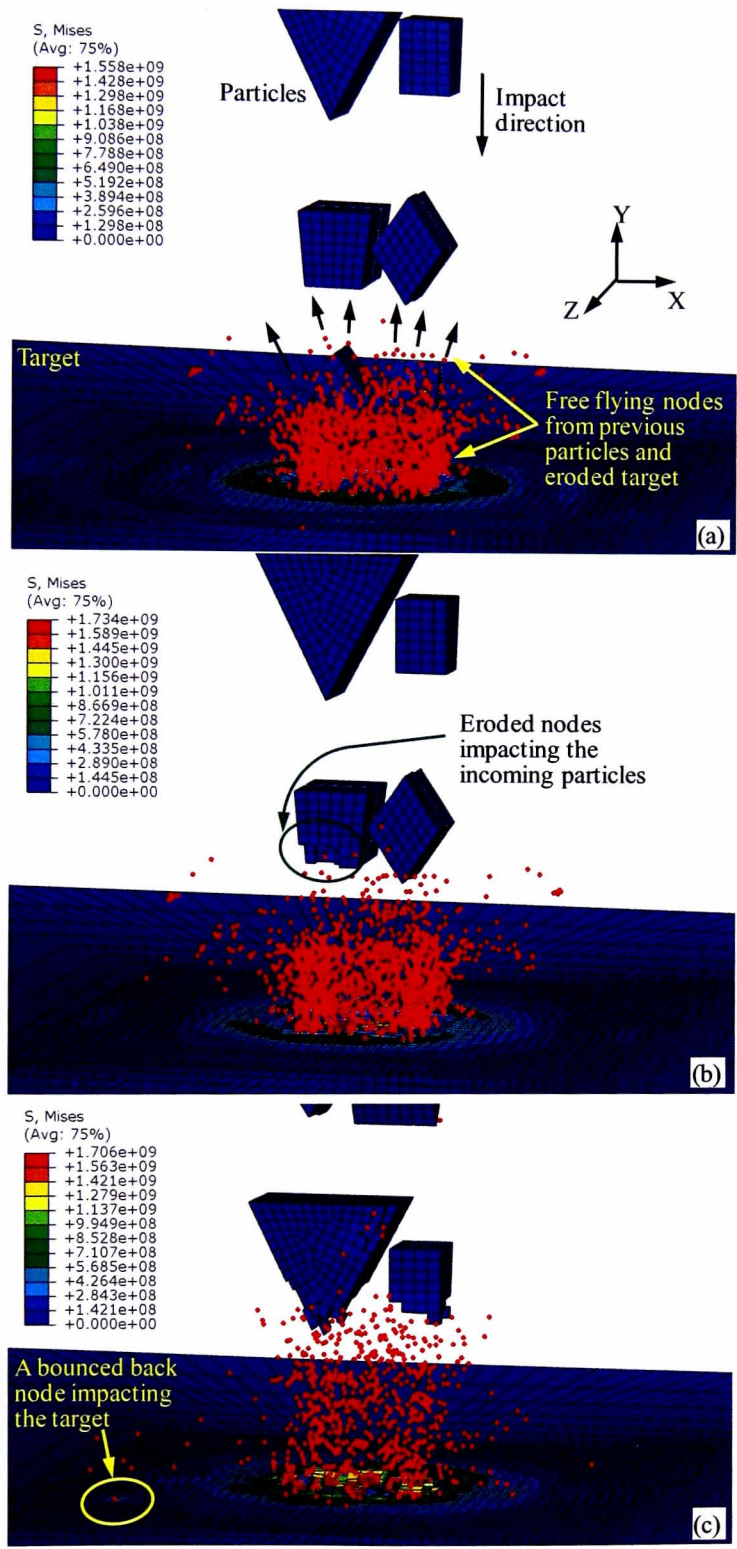 S, Mises
(Avg: 75%)
+1.558e+09
+1.428e+09
+1.298e+09
+1.168e+09
+1.038e+09
+9.086e+08
+7.788e+08
+6.490e+08
+5.192e+08
+3.894e+08
+2.596e+08
+1.298e+08
+0.000e+00
Particles
Impact
direction
Y
Z
X
Target
Free flying nodes
from previous
particles and
eroded target
(a)
S, Mises
(Avg: 75%)
+1.734e+09
+1.589e+09
+1.445e+09
+1.300e+09
+1.156e+09
+1.011e+09
+8.669e+08
+7.224e+08
+5.780e+08
+4.335e+08
+2.890e+08
+1.445e+08
+0.000e+00
Eroded nodes
impacting the
incoming particles
(b)
S, Mises
(Avg: 75%)
+1.706e+09
+1.563e+09
+1.421e+09
+1.279e+09
+1.137e+09
+9.949e+08
+8.528e+08
+7.107e+08
+5.685e+08
+4.264e+08
+2.843e+08
+1.421e+08
+0.000e+00
A bounced back
node impacting
the target
(c)